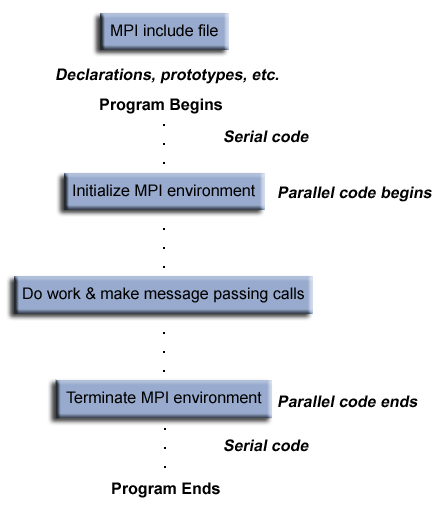 MPI include file
Declarations, prototypes, etc.
Program Begins
Serial code
Initialize MPI environment
Parallel code begins
Do work & make message passing calls
Terminate MPI environment
Parallel code ends
Serial code
Program Ends